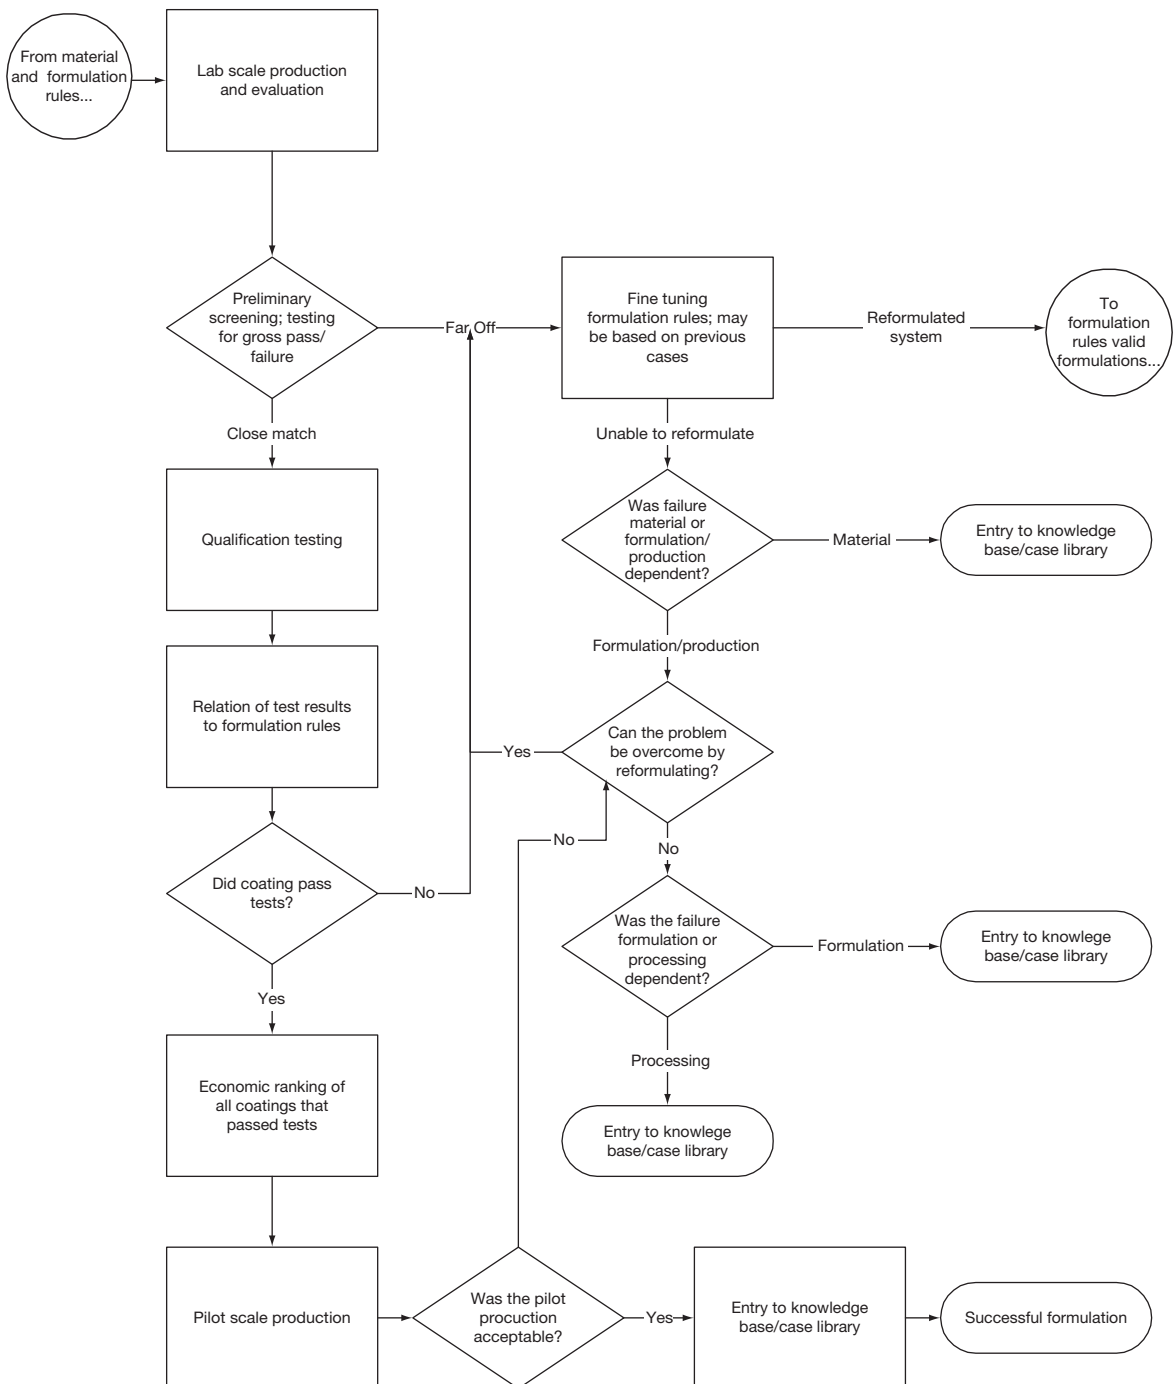 From material
and formulation
rules...
Lab scale production
and evaluation
Preliminary
screening; testing
for gross pass/
failure
Far Off
Fine tuning
formulation rules; may
be based on previous
cases
Reformulated
system
To
formulation
rules valid
formulations...
Close match
Unable to reformulate
Qualification testing
Was failure
material or
formulation/
production
dependent?
Material
Entry to knowledge
base/case library
Formulation/production
Relation of test results
to formulation rules
Yes
Can the problem
be overcome by
reformulating?
No
No
Did coating pass
tests?
No
Was the failure
formulation or
processing
dependent?
Formulation
Entry to knowlege
base/case library
Yes
Processing
Economic ranking of
all coatings that
passed tests
Entry to knowlege
base/case library
Pilot scale production
Was the pilot
procuction
acceptable?
Yes
Entry to knowledge
base/case library
Successful formulation